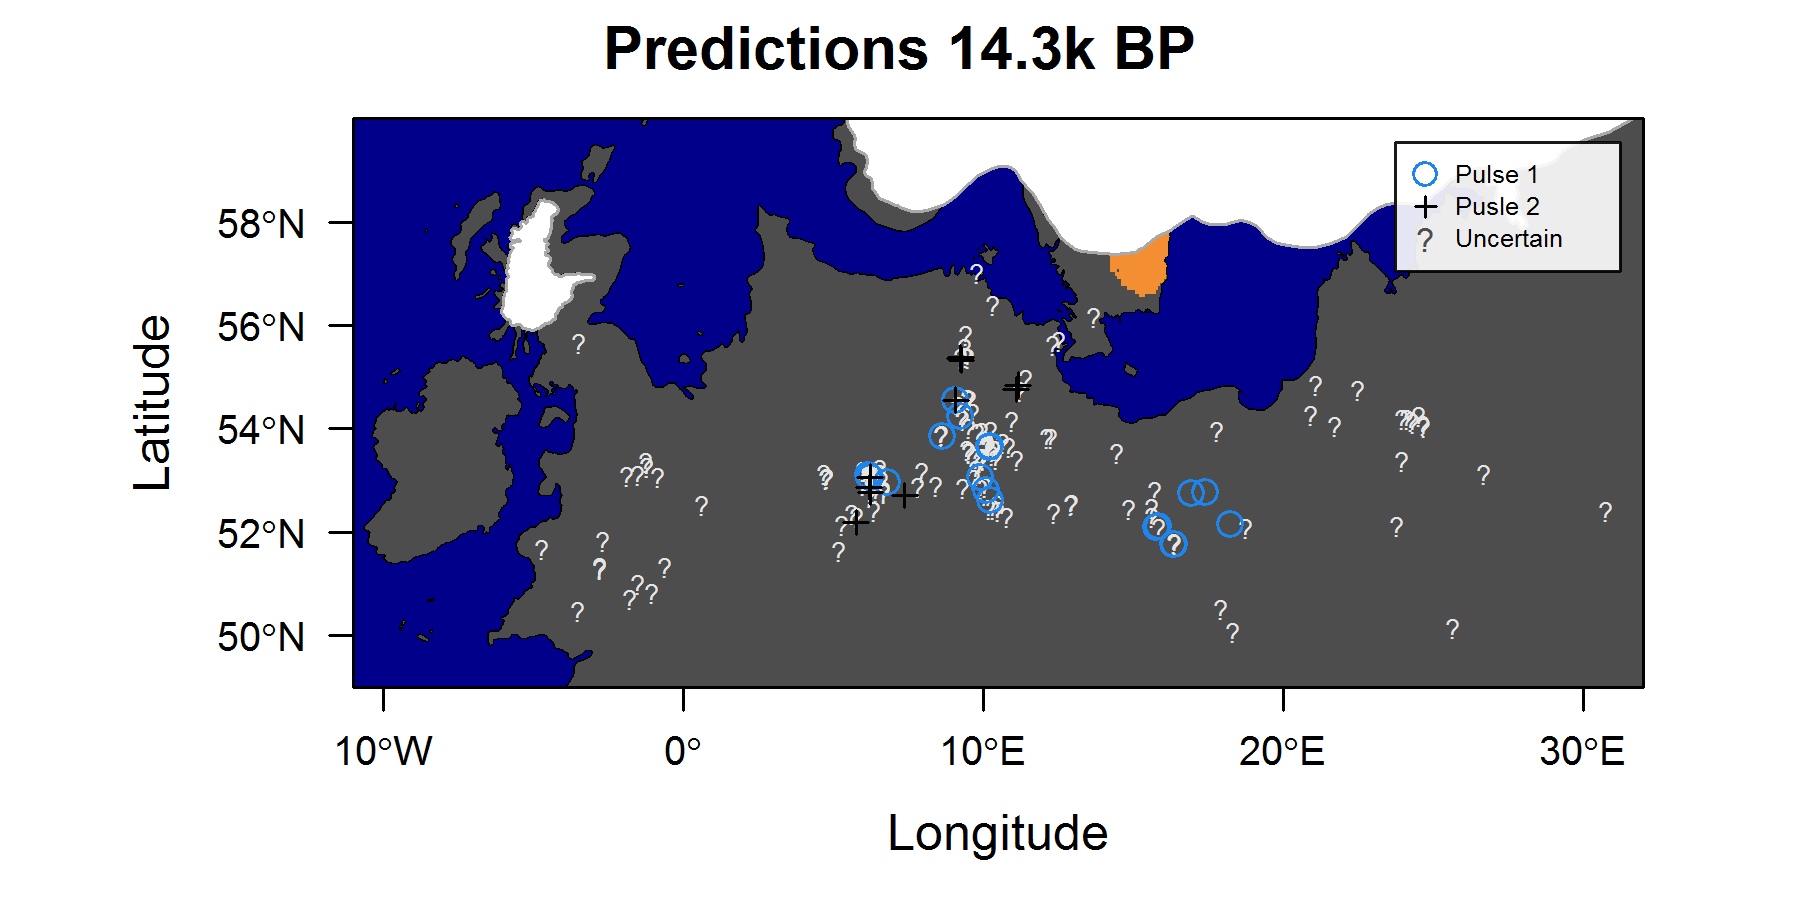 Predictions 14.3k BP
Pulse 1
Pusle 2
? Uncertain
58°N
56°N
54°N
52°N
50°N
Latitude
10°W
0°
10°E
20°E
30°E
Longitude